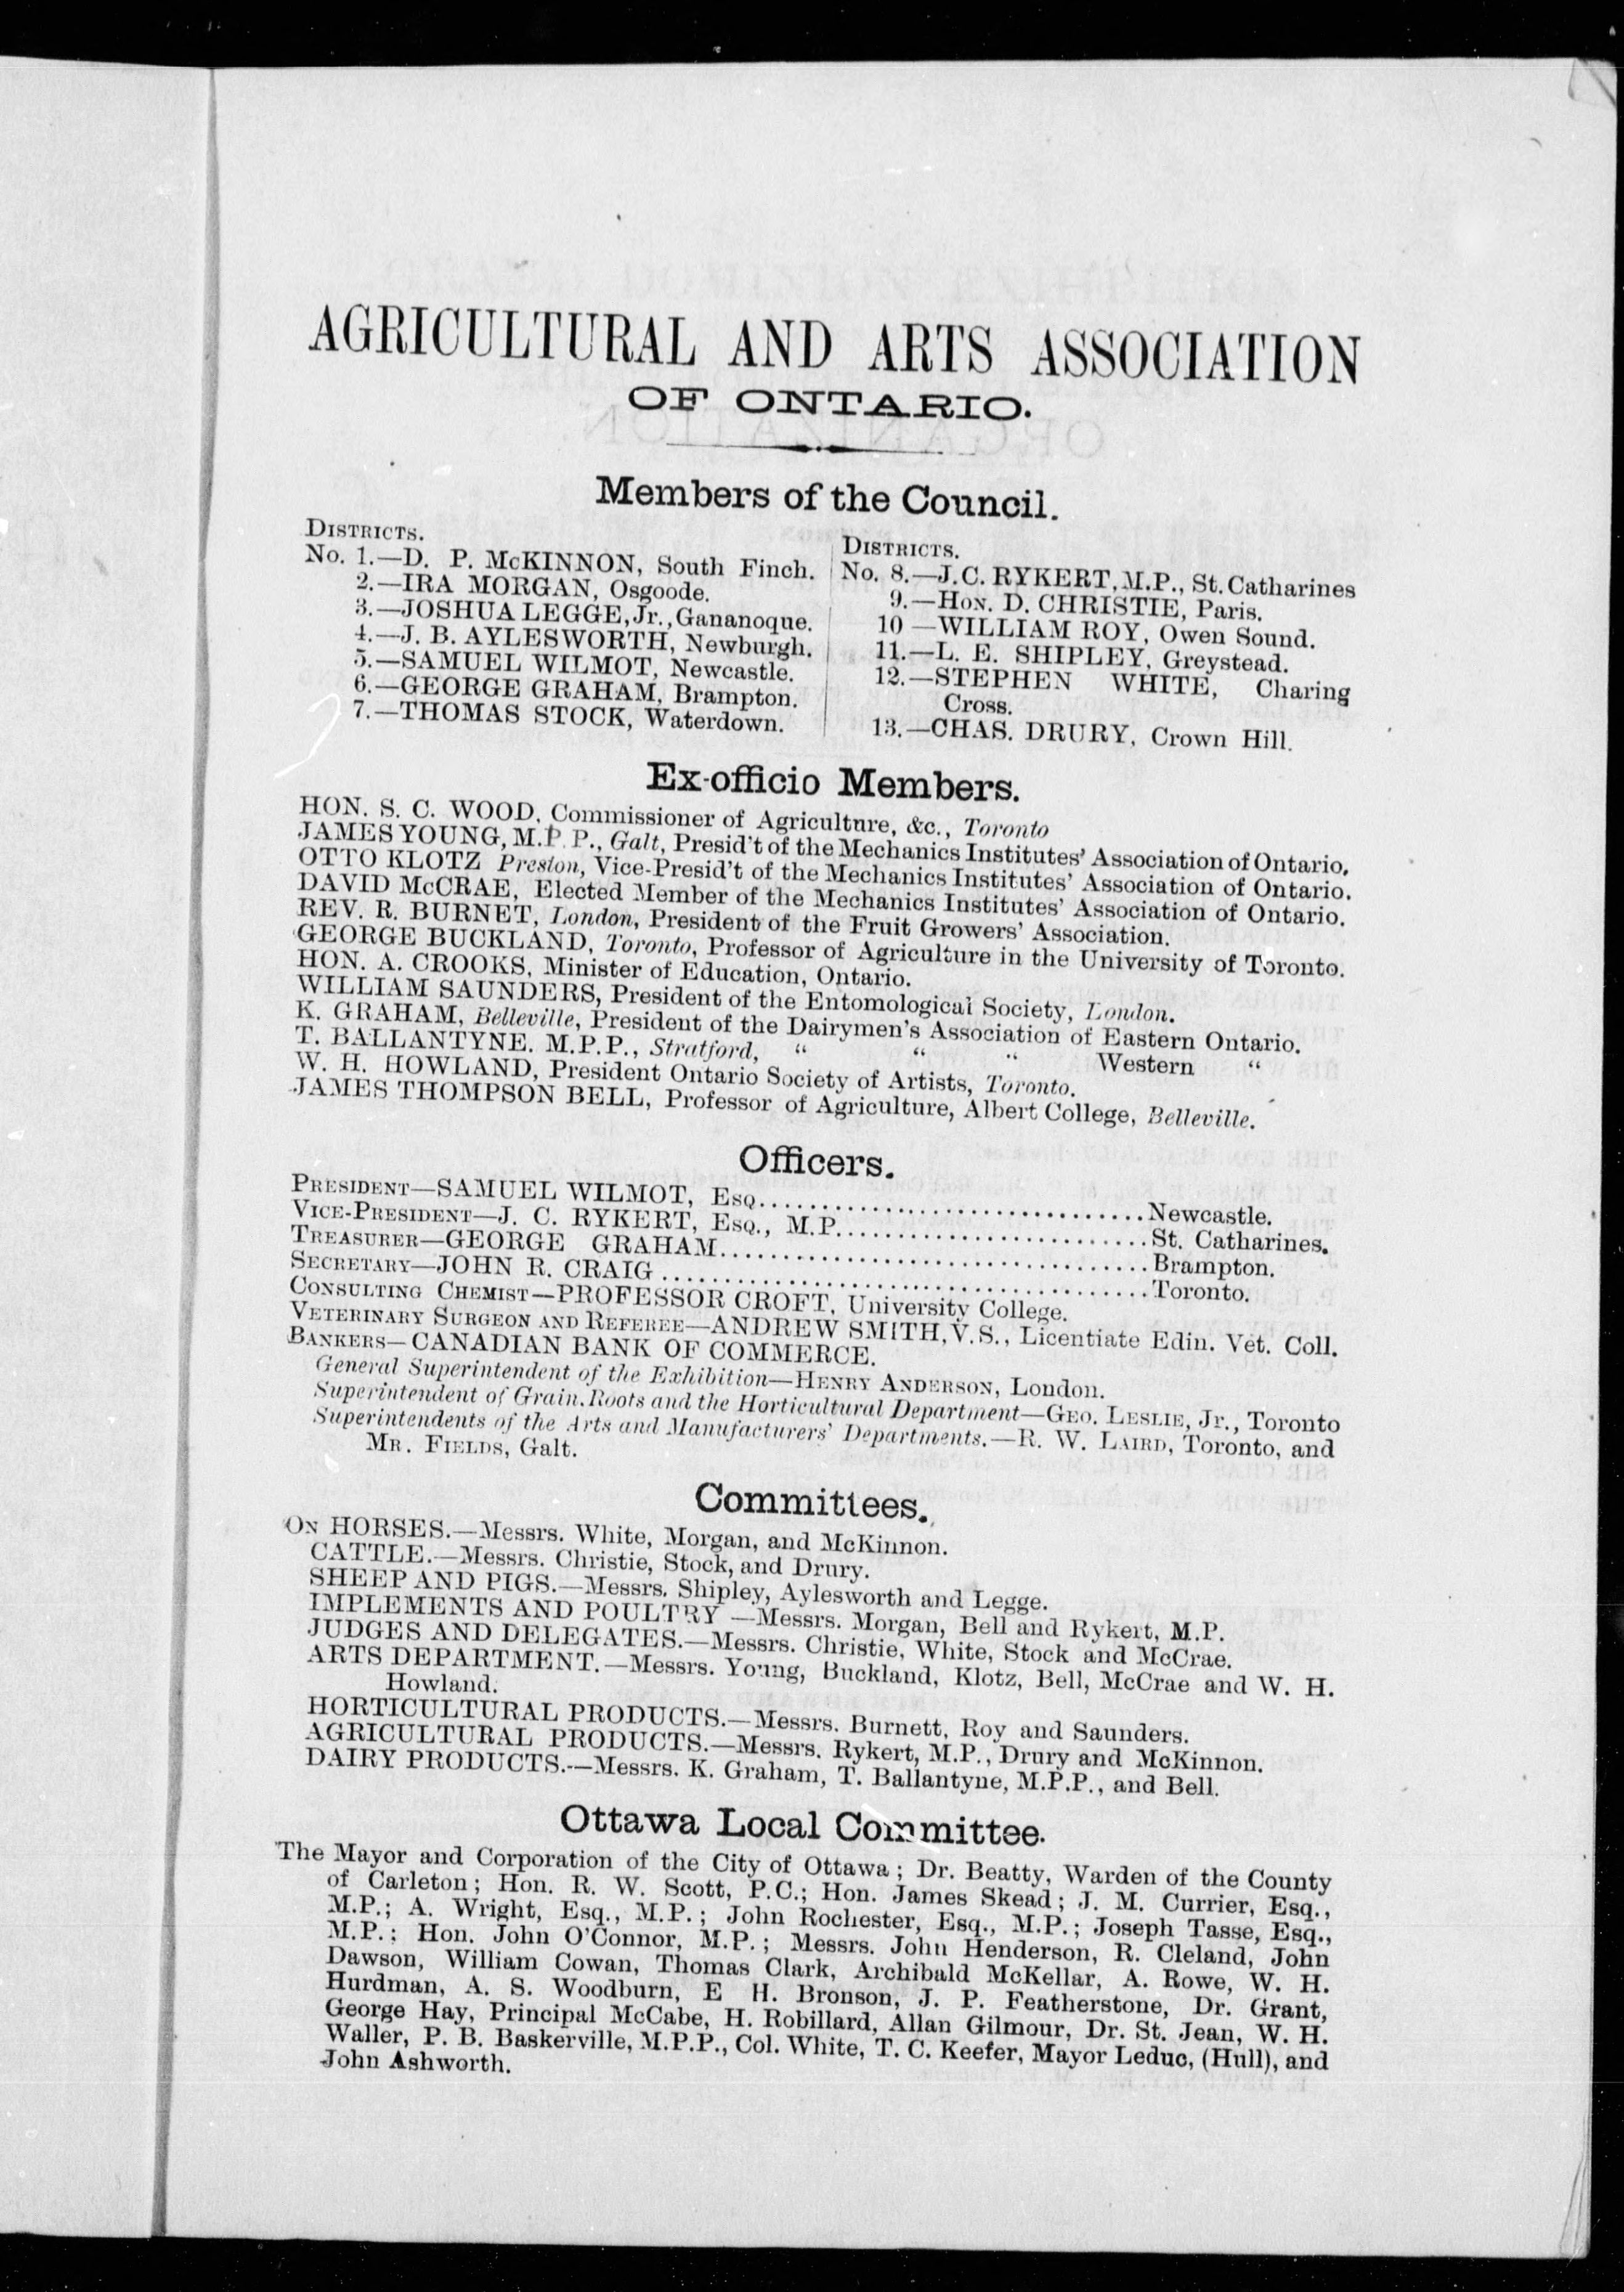 AGRICULTURAL AND ARTS ASSOCIATION
OF ONTARIO.
Members of the Council.
DISTRICTS.
No. 1.—D. P. McKINNON, South Finch.
2.—IRA MORGAN, Osgoode.
3.—JOSHUA LEGGE, Jr., Gananoque.
4.—J. B. AYLESWORTH, Newburgh.
5.—SAMUEL WILMOT, Newcastle.
6.—GEORGE GRAHAM, Brampton.
7.—THOMAS STOCK, Waterdown.
DISTRICTS.
No. 8.—J. C. RYKERT, M.P., St. Catharines
9.—HON. D. CHRISTIE, Paris.
10 —WILLIAM ROY, Owen Sound.
11.—L. E. SHIPLEY, Greystead.
12.—STEPHEN WHITE, Charing
Cross.
13.—CHAS. DRURY, Crown Hill.
Ex-officio Members.
HON. S. C. WOOD, Commissioner of Agriculture, &c., Toronto
JAMES YOUNG, M.P.P., Galt, Presid't of the Mechanics Institutes' Association of Ontario.
OTTO KLOTZ Preston, Vice-Presid't of the Mechanics Institutes' Association of Ontario.
DAVID McCRAE, Elected Member of the Mechanics Institutes' Association of Ontario.
REV. R. BURNET, London, President of the Fruit Growers' Association.
GEORGE BUCKLAND, Toronto, Professor of Agriculture in the University of Toronto.
HON. A. CROOKS, Minister of Education, Ontario.
WILLIAM SAUNDERS, President of the Entomological Society, London.
K. GRAHAM, Belleville, President of the Dairymen's Association of Eastern Ontario.
T. BALLANTYNE. M.P.P., Stratford, “ “ “ Western “
W. H. HOWLAND, President Ontario Society of Artists, Toronto.
JAMES THOMPSON BELL, Professor of Agriculture, Albert College, Belleville.
Officers.
PRESIDENT—SAMUEL WILMOT, ESQ..............................Newcastle.
VICE-PRESIDENT—J. C. RYKERT, ESQ., M.P..........................St. Catharines.
TREASURER—GEORGE GRAHAM..............................Brampton.
SECRETARY—JOHN R. CRAIG ..............................Toronto.
CONSULTING CHEMIST—PROFESSOR CROFT, University College.
VETERINARY SURGEON AND REFEREE—ANDREW SMITH, V.S., Licentiate Edin. Vet. Coll.
BANKERS—CANADIAN BANK OF COMMERCE.
General Superintendent of the Exhibition—HENRY ANDERSON, London.
Superintendent of Grain, Roots and the Horticultural Department—GEO. LESLIE, Jr., Toronto
Superintendents of the Arts and Manufacturers' Departments.—R. W. LAIRD, Toronto, and
MR. FIELDS, Galt.
Committees.
ON HORSES.—Messrs. White, Morgan, and McKinnon.
CATTLE.—Messrs. Christie, Stock, and Drury.
SHEEP AND PIGS.—Messrs. Shipley, Aylesworth and Legge.
IMPLEMENTS AND POULTRY —Messrs. Morgan, Bell and Rykert, M.P.
JUDGES AND DELEGATES.—Messrs. Christie, White, Stock and McCrae.
ARTS DEPARTMENT.—Messrs. Young, Buckland, Klotz, Bell, McCrae and W. H.
Howland.
HORTICULTURAL PRODUCTS.—Messrs. Burnett, Roy and Saunders.
AGRICULTURAL PRODUCTS.—Messrs. Rykert, M.P., Drury and McKinnon.
DAIRY PRODUCTS.—Messrs. K. Graham, T. Ballantyne, M.P.P., and Bell.
Ottawa Local Committee.
The Mayor and Corporation of the City of Ottawa; Dr. Beatty, Warden of the County
of Carleton; Hon. R. W. Scott, P.C.; Hon. James Skead; J. M. Currier, Esq.,
M.P.; A. Wright, Esq., M.P.; John Rochester, Esq., M.P.; Joseph Tasse, Esq.,
M.P.; Hon. John O'Connor, M.P.; Messrs. John Henderson, R. Cleland, John
Dawson, William Cowan, Thomas Clark, Archibald McKellar, A. Rowe, W. H.
Hurdman, A. S. Woodburn, E H. Bronson, J. P. Featherstone, Dr. Grant,
George Hay, Principal McCabe, H. Robillard, Allan Gilmour, Dr. St. Jean, W. H.
Waller, P. B. Baskerville, M.P.P., Col. White, T. C. Keefer, Mayor Leduc, (Hull), and
John Ashworth.